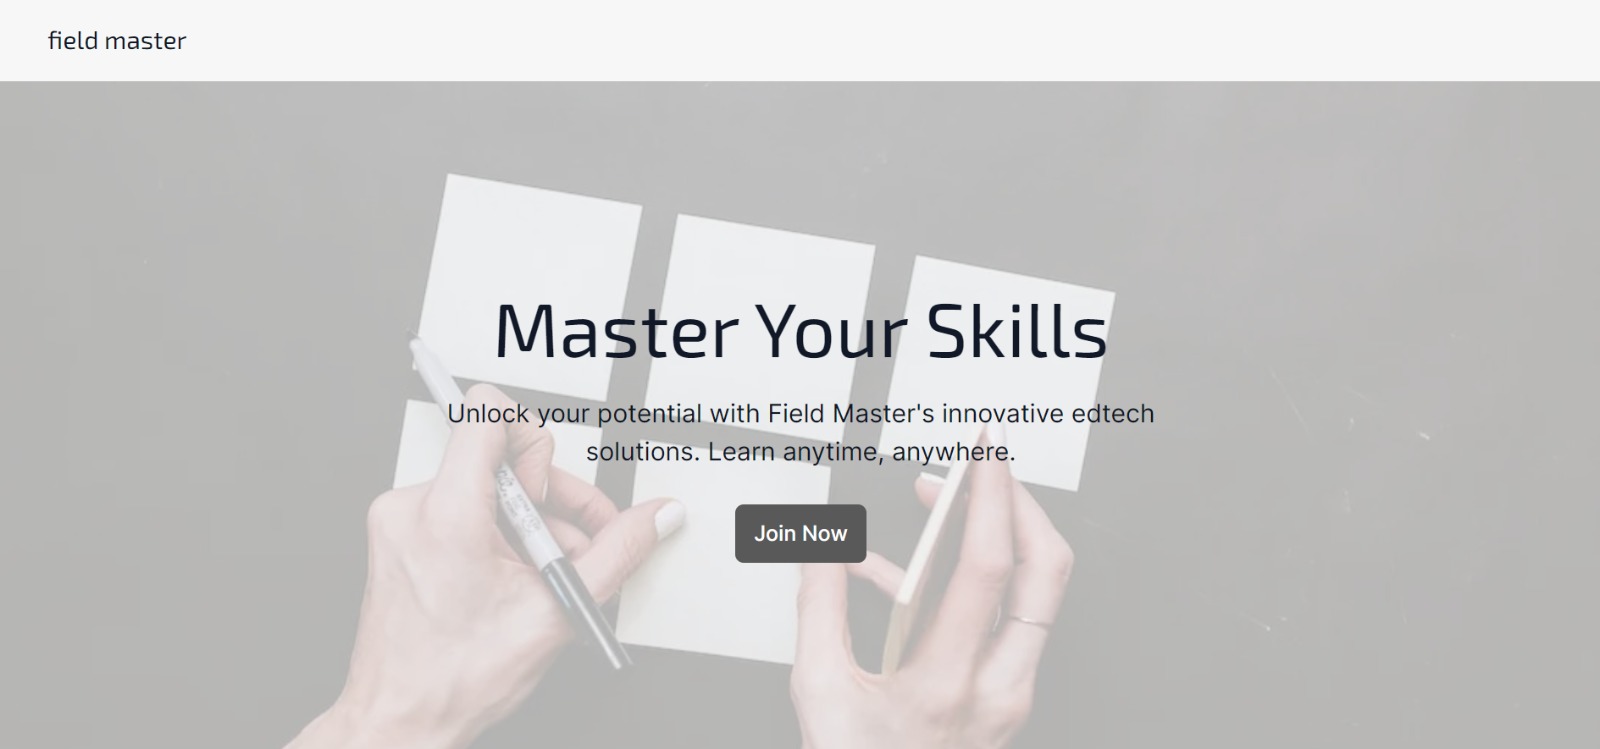 field master
Master Your Skills
Unlock your potential with Field Master's innovative edtech
solutions. Learn anytime, anywhere.
Join Now